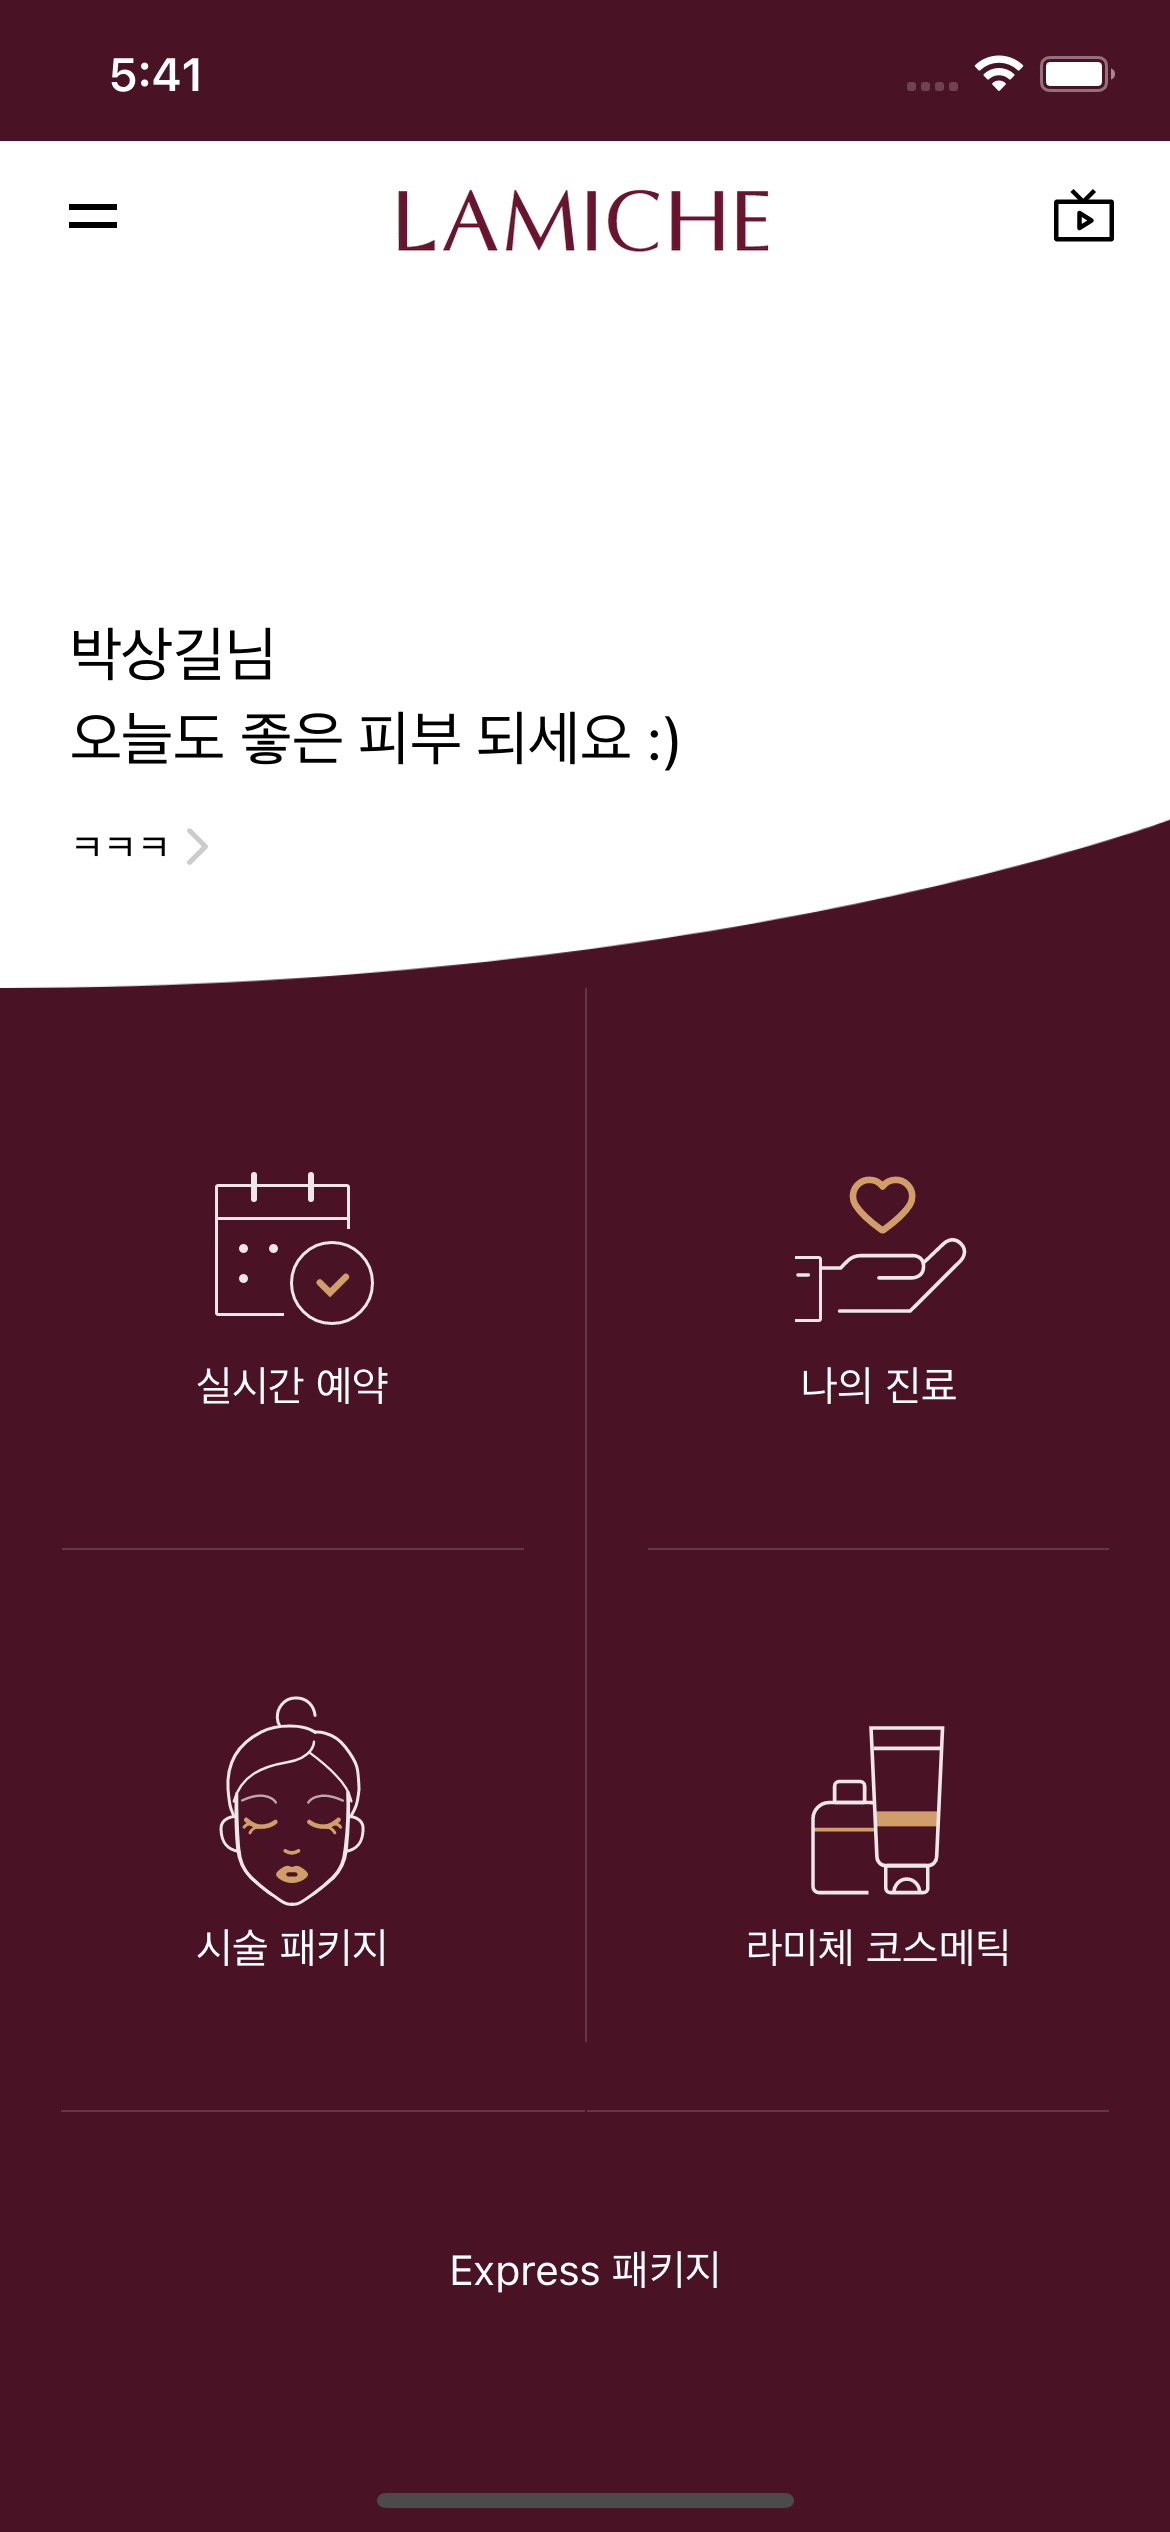 5:41
LAMICHE
박상길님
오늘도 좋은 피부 되세요 :)
ㅋㅋㅋ
실시간 예약
나의 진료
시술 패키지
라미체 코스메틱
Express 패키지